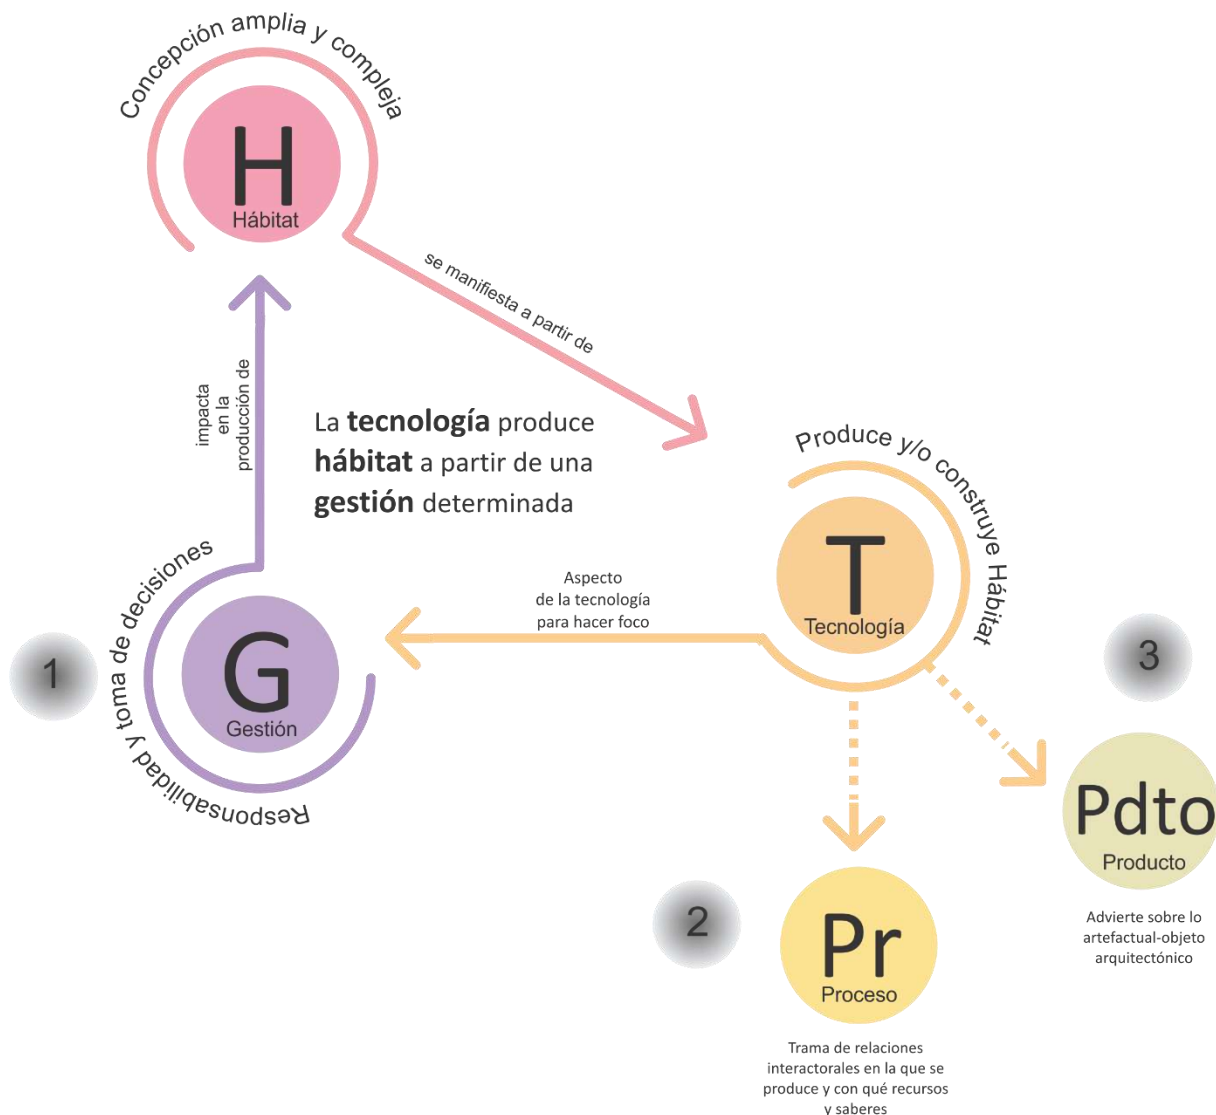 Concepción amplia y compleja
H
Hábitat
se manifiesta a partir de
impacta
en la
producción de
La tecnología produce
hábitat a partir de una
gestión determinada
Produce y/o construye Hábitat
T
Tecnología
Aspecto
de la tecnología
para hacer foco
1
Responsabilidad y toma de decisiones
G
Gestión
3
Pdto
Producto
Advierte sobre lo
artefactual-objeto
arquitectónico
2
Pr
Proceso
Trama de relaciones
interactorales en la que se
produce y con qué recursos
y saberes